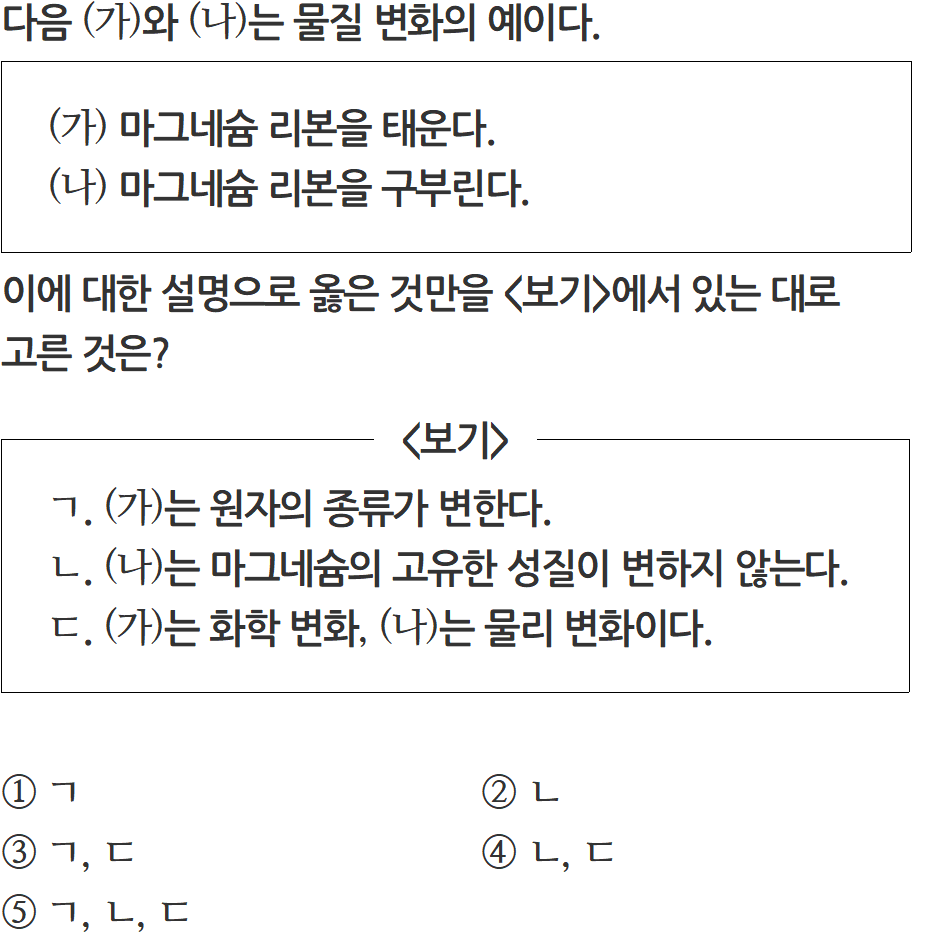 다음 (가)와 (나)는 물질 변화의 예이다.
(가) 마그네슘 리본을 태운다.
(나) 마그네슘 리본을 구부린다.
이에 대한 설명으로 옳은 것만을 <보기>에서 있는 대로
고른 것은?
<보기>
ㄱ. (가)는 원자의 종류가 변한다.
ㄴ. (나)는 마그네슘의 고유한 성질이 변하지 않는다.
ㄷ. (가)는 화학 변화, (나)는 물리 변화이다.
① ㄱ ② ㄴ
③ ㄱ, ㄷ ④ ㄴ, ㄷ
⑤ ㄱ, ㄴ, ㄷ